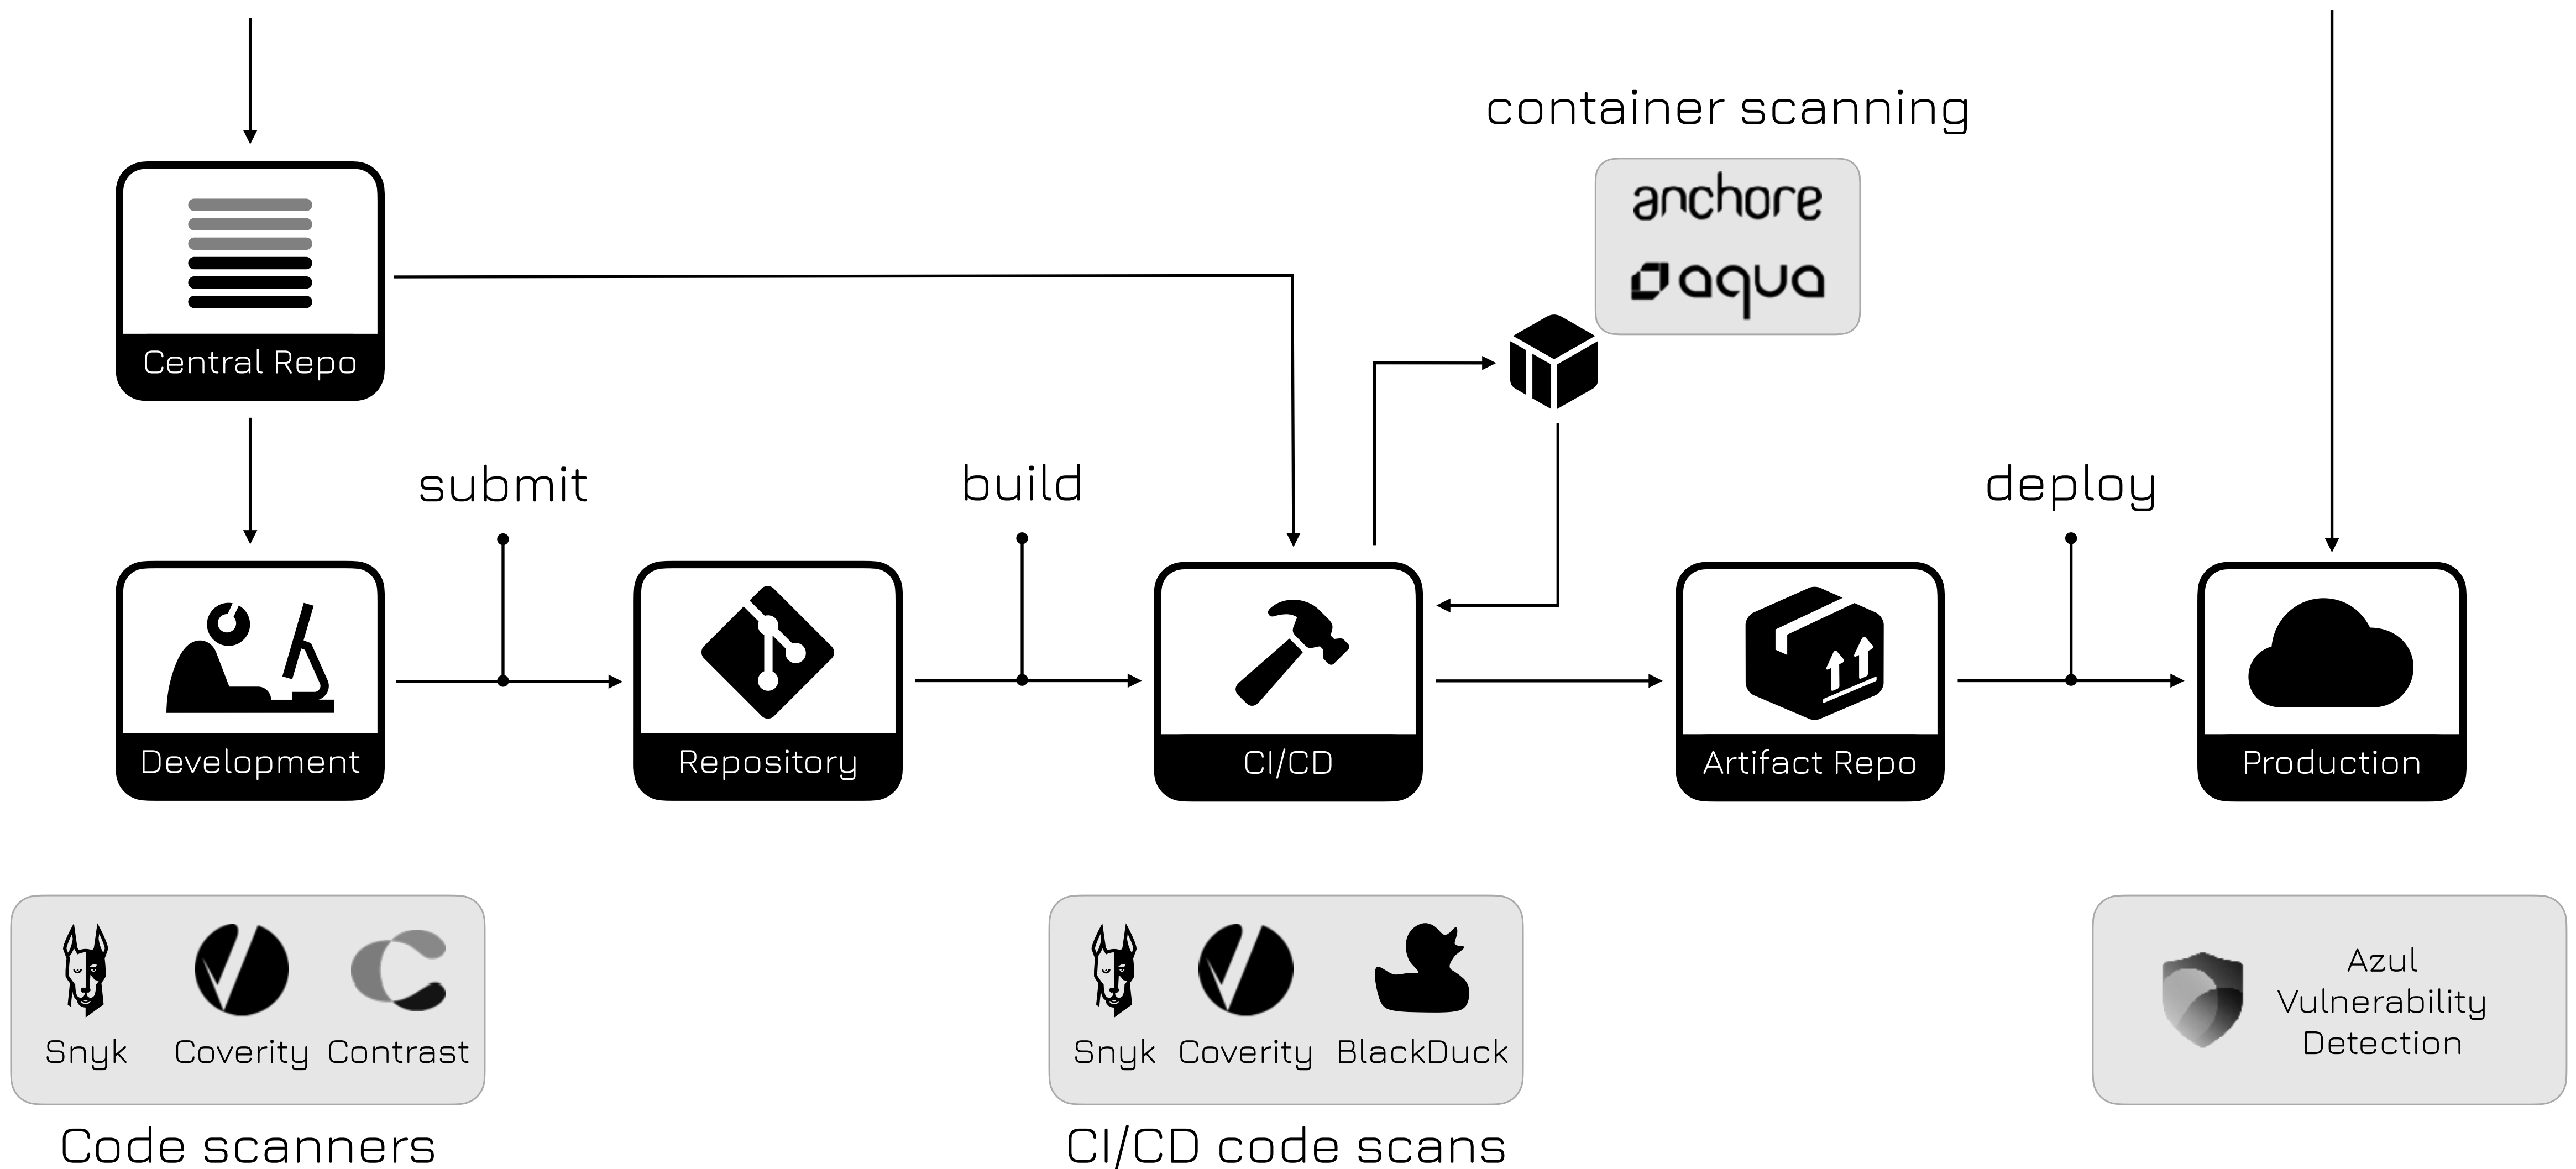 container scanning
anchore
aqua
Central Repo
submit
build
deploy
Development
Repository
CI/CD
Artifact Repo
Production
Snyk
Coverity
Contrast
Code scanners
Snyk
Coverity
BlackDuck
CI/CD code scans
Azul
Vulnerability
Detection